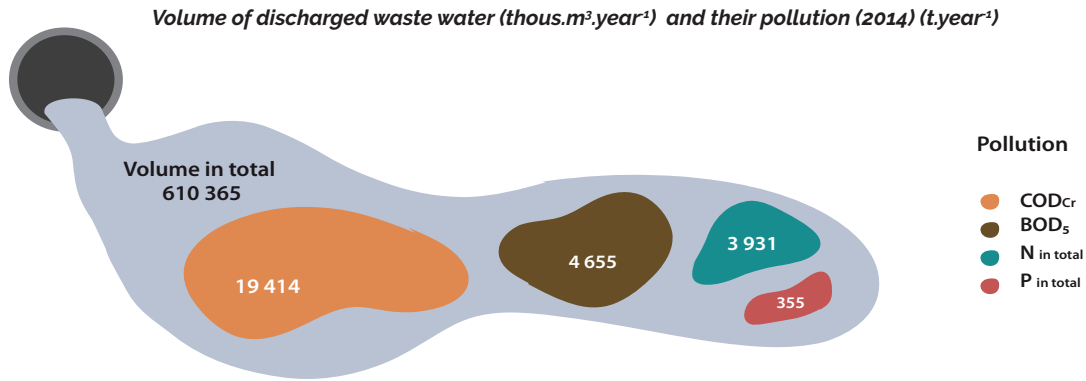 Volume of discharged waste water (thous.m³.year⁻¹) and their pollution (2014) (t.year⁻¹)
Volume in total
610 365
19 414
4 655
3 931
355
Pollution
CODCr
BOD₅
N in total
P in total